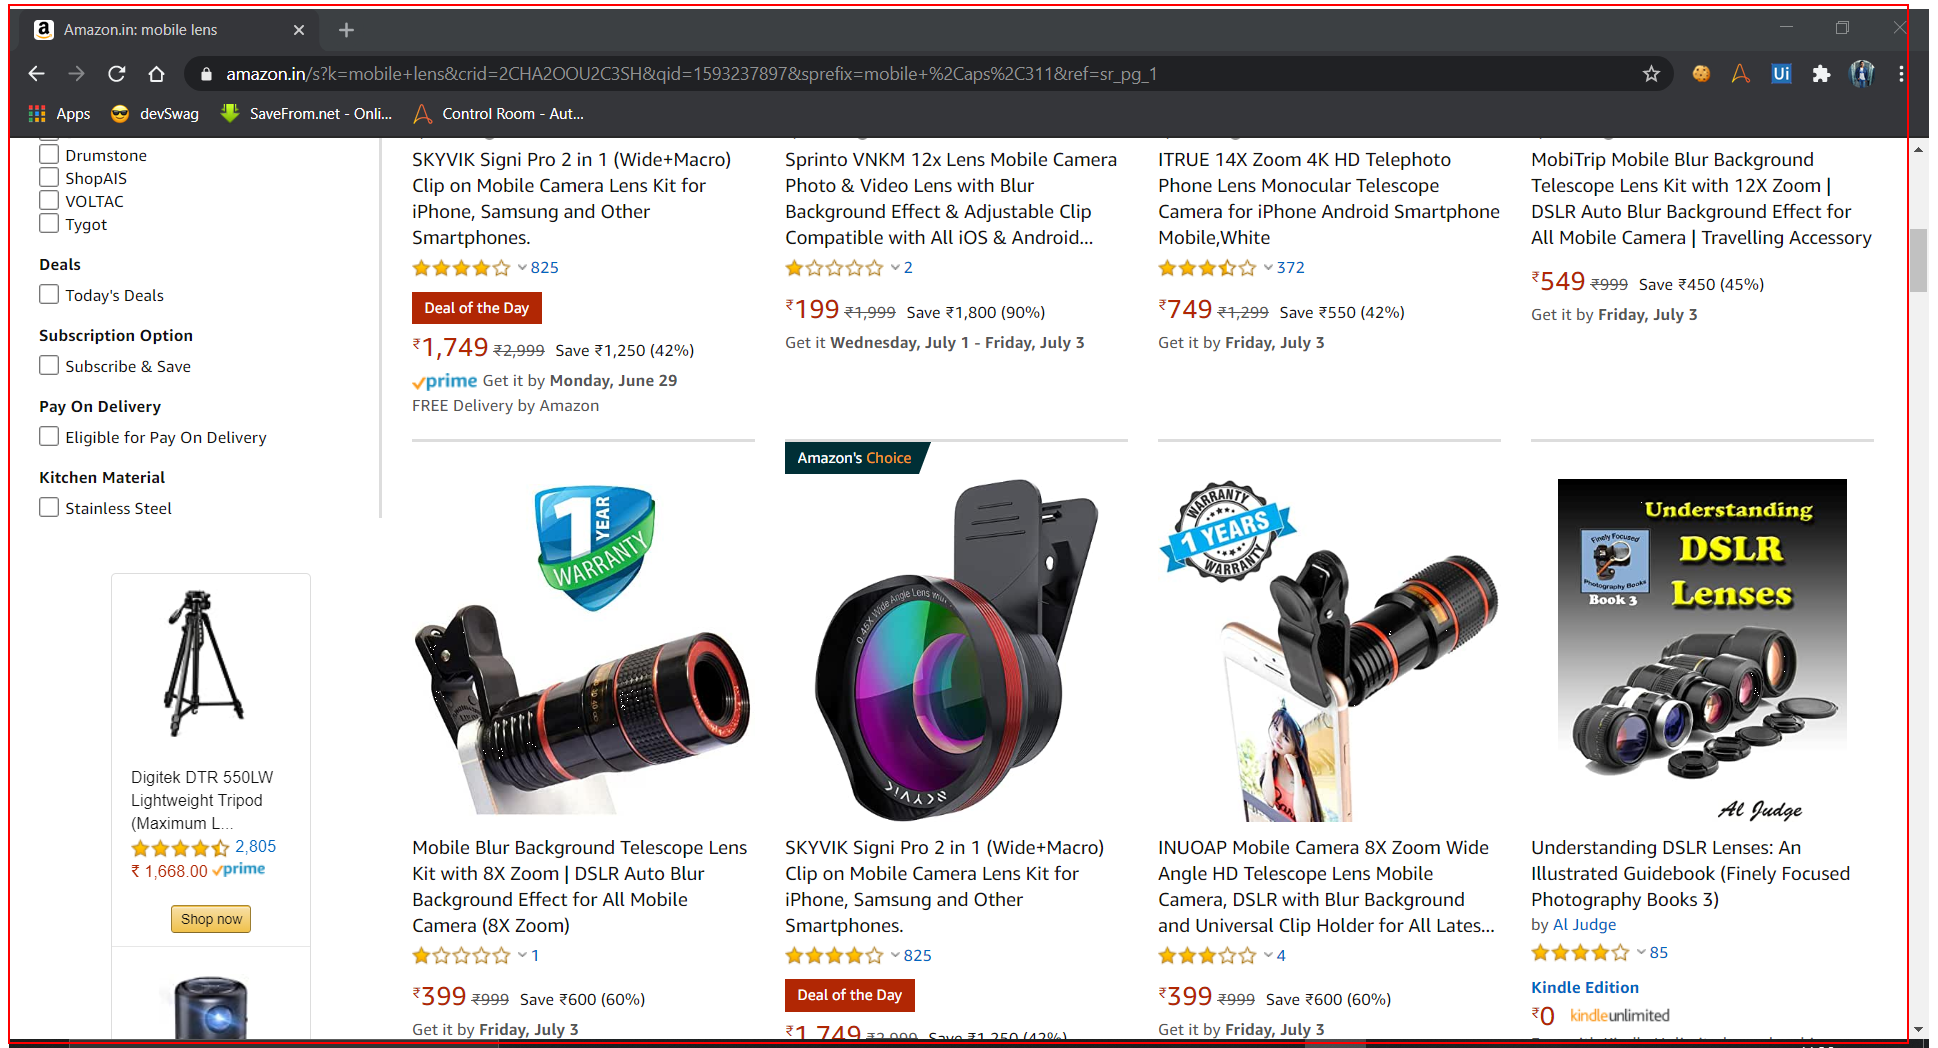 Amazon.in: mobile lens
amazon.in/s?k=mobile+lens&crid=2CHA2OOU2C3SH&qid=1593237897&sprefix=mobile+%2Caps%2C311&ref=sr_pg_1
Ui
Apps
devSwag
SaveFrom.net - Onli...
Control Room - Aut...
Drumstone
ShopAIS
VOLTAC
Tygot
Deals
Today's Deals
Subscription Option
Subscribe & Save
Pay On Delivery
Eligible for Pay On Delivery
Kitchen Material
Stainless Steel
Digitek DTR 550LW
Lightweight Tripod
(Maximum L...
2,805
₹ 1,668.00 prime
Shop now
SKYVIK Signi Pro 2 in 1 (Wide+Macro)
Clip on Mobile Camera Lens Kit for
iPhone, Samsung and Other
Smartphones.
825
Deal of the Day
₹1,749 ₹2,999 Save ₹1,250 (42%)
prime Get it by Monday, June 29
FREE Delivery by Amazon
Sprinto VNKM 12x Lens Mobile Camera
Photo & Video Lens with Blur
Background Effect & Adjustable Clip
Compatible with All iOS & Android...
2
₹199 ₹1,999 Save ₹1,800 (90%)
Get it Wednesday, July 1 - Friday, July 3
ITRUE 14X Zoom 4K HD Telephoto
Phone Lens Monocular Telescope
Camera for iPhone Android Smartphone
Mobile,White
372
₹749 ₹1,299 Save ₹550 (42%)
Get it by Friday, July 3
MobiTrip Mobile Blur Background
Telescope Lens Kit with 12X Zoom |
DSLR Auto Blur Background Effect for
All Mobile Camera | Travelling Accessory
₹549 ₹999 Save ₹450 (45%)
Get it by Friday, July 3
1 YEAR
WARRANTY
Mobile Blur Background Telescope Lens
Kit with 8X Zoom | DSLR Auto Blur
Background Effect for All Mobile
Camera (8X Zoom)
1
₹399 ₹999 Save ₹600 (60%)
Get it by Friday, July 3
Amazon's Choice
0.45X Wide Angle Lens with
SKYVIK
SKYVIK Signi Pro 2 in 1 (Wide+Macro)
Clip on Mobile Camera Lens Kit for
iPhone, Samsung and Other
Smartphones.
825
Deal of the Day
₹1,749 ₹2,999 Save ₹1,250 (42%)
WARRANTY
1 YEARS
WARRANTY
INUOAP Mobile Camera 8X Zoom Wide
Angle HD Telescope Lens Mobile
Camera, DSLR with Blur Background
and Universal Clip Holder for All Lates...
4
₹399 ₹999 Save ₹600 (60%)
Get it by Friday, July 3
Understanding
DSLR
Lenses
Finely Focused
Photography Books
Book 3
Al Judge
Understanding DSLR Lenses: An
Illustrated Guidebook (Finely Focused
Photography Books 3)
by Al Judge
85
Kindle Edition
₹0 kindleunlimited